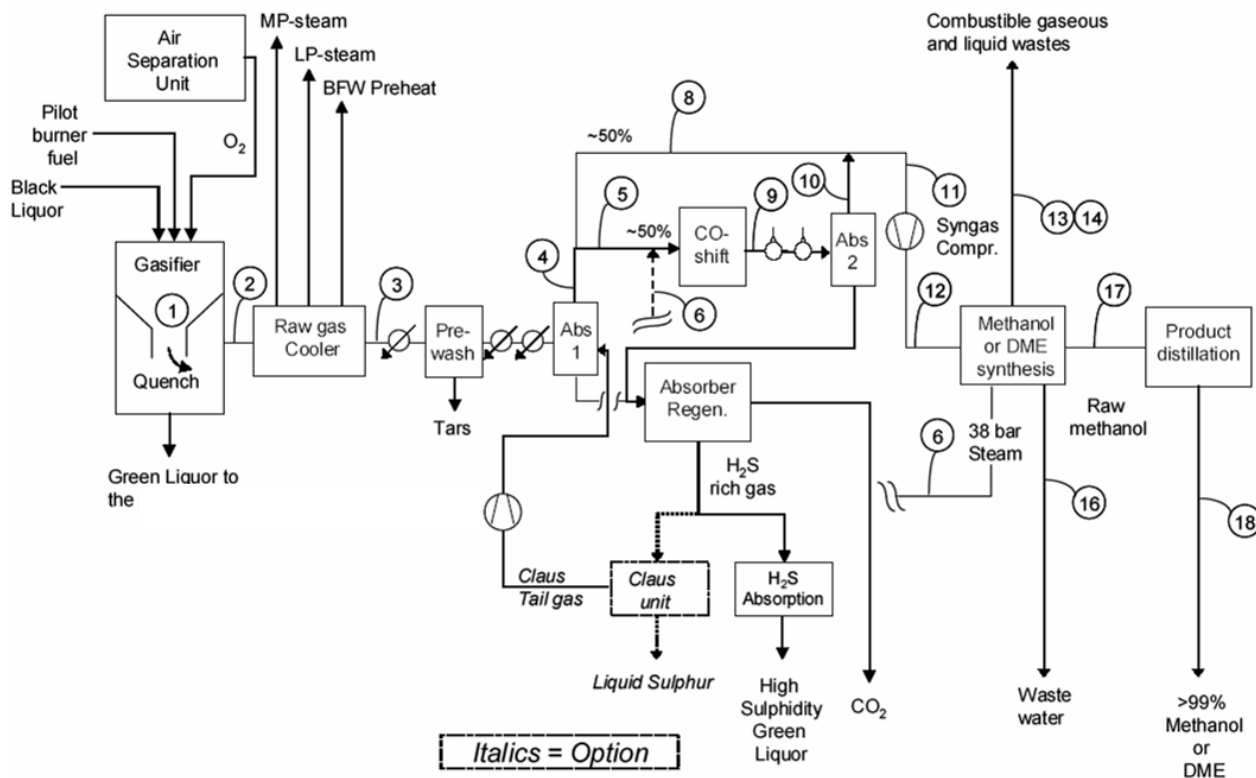 MP-steam
Air
Separation
Unit
LP-steam
BFW Preheat
Pilot
burner
fuel
O2
Black
Liquor
Combustible gaseous
and liquid wastes
8
~50%
5
~50%
4
6
CO-
shift
9
10
Abs
2
11
Syngas
Compr.
13
14
12
17
Gasifier
1
Quench
2
Raw gas
Cooler
3
Pre-
wash
Abs
1
Methanol
or DME
synthesis
Product
distillation
Raw
methanol
Tars
Absorber
Regen.
6
38 bar
Steam
Green Liquor to
the
H2S
rich gas
16
18
Claus
Tail gas
Claus
unit
H2S
Absorption
Liquid Sulphur
High
Sulphidity
Green
Liquor
CO2
Waste
water
>99%
Methanol
or
DME
Italics = Option